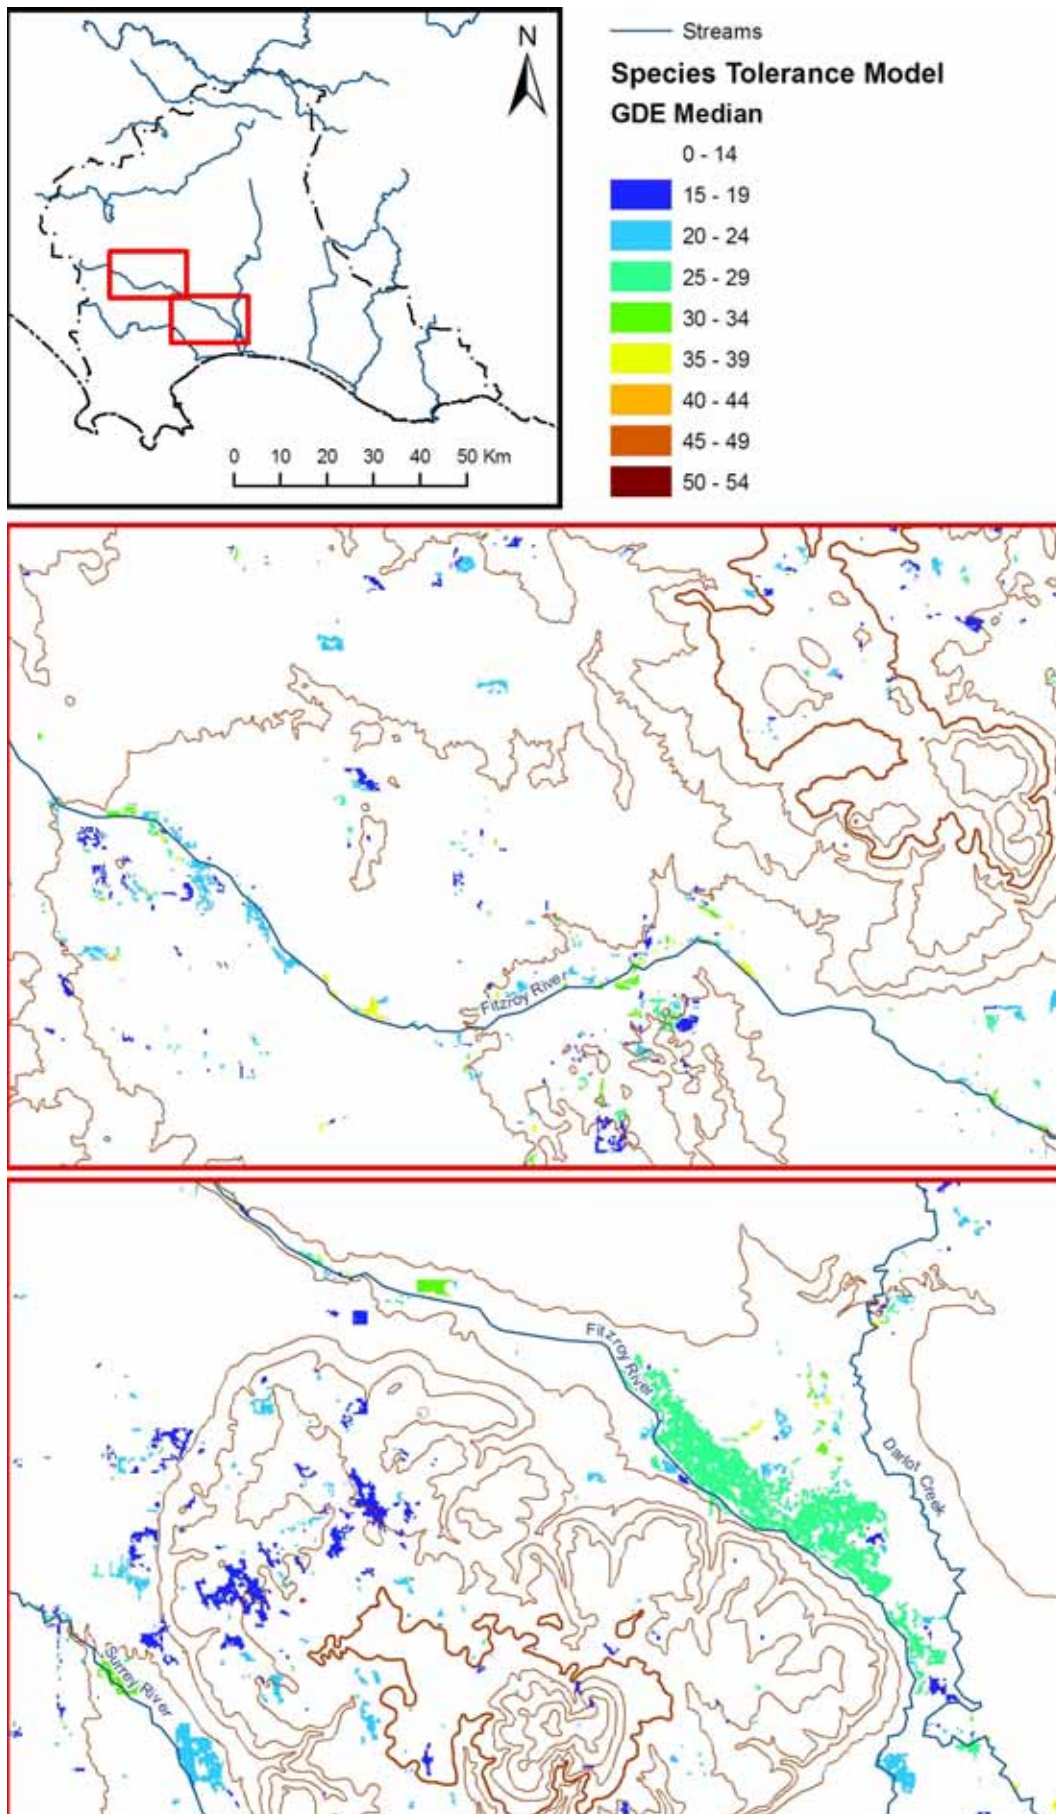 N
0 10 20 30 40 50 Km
Streams
Species Tolerance Model
GDE Median
0 - 14
15 - 19
20 - 24
25 - 29
30 - 34
35 - 39
40 - 44
45 - 49
50 - 54
Fitzroy River
Fitzroy River
Darlot Creek
Surrey River